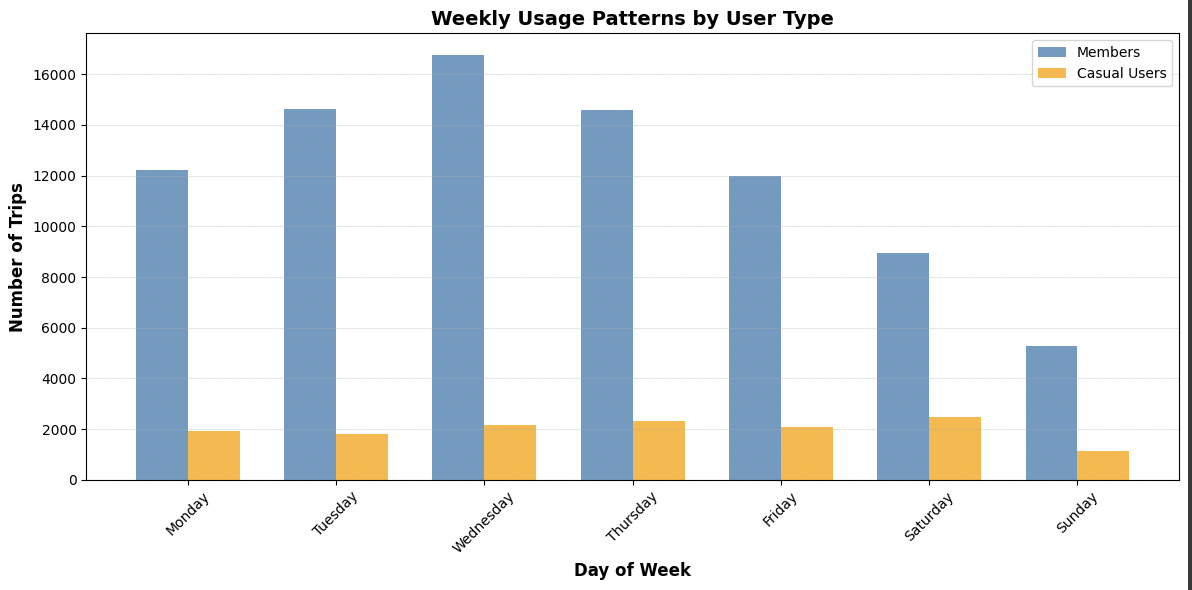 Weekly Usage Patterns by User Type
Members
Casual Users
Number of Trips
16000
14000
12000
10000
8000
6000
4000
2000
0
Monday
Tuesday
Wednesday
Thursday
Friday
Saturday
Sunday
Day of Week